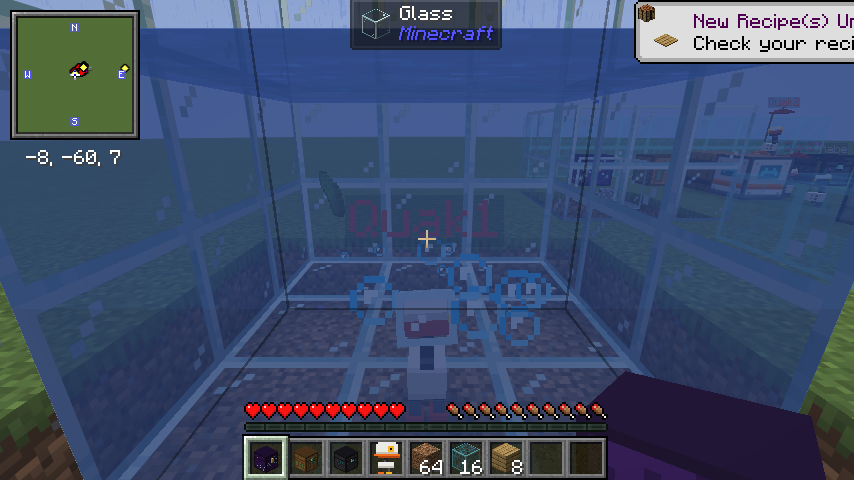 Glass
Minecraft
New Recipe(s) Un
Check your reci
N
W
E
S
-8, -60, 7
Quak1
64
16
8